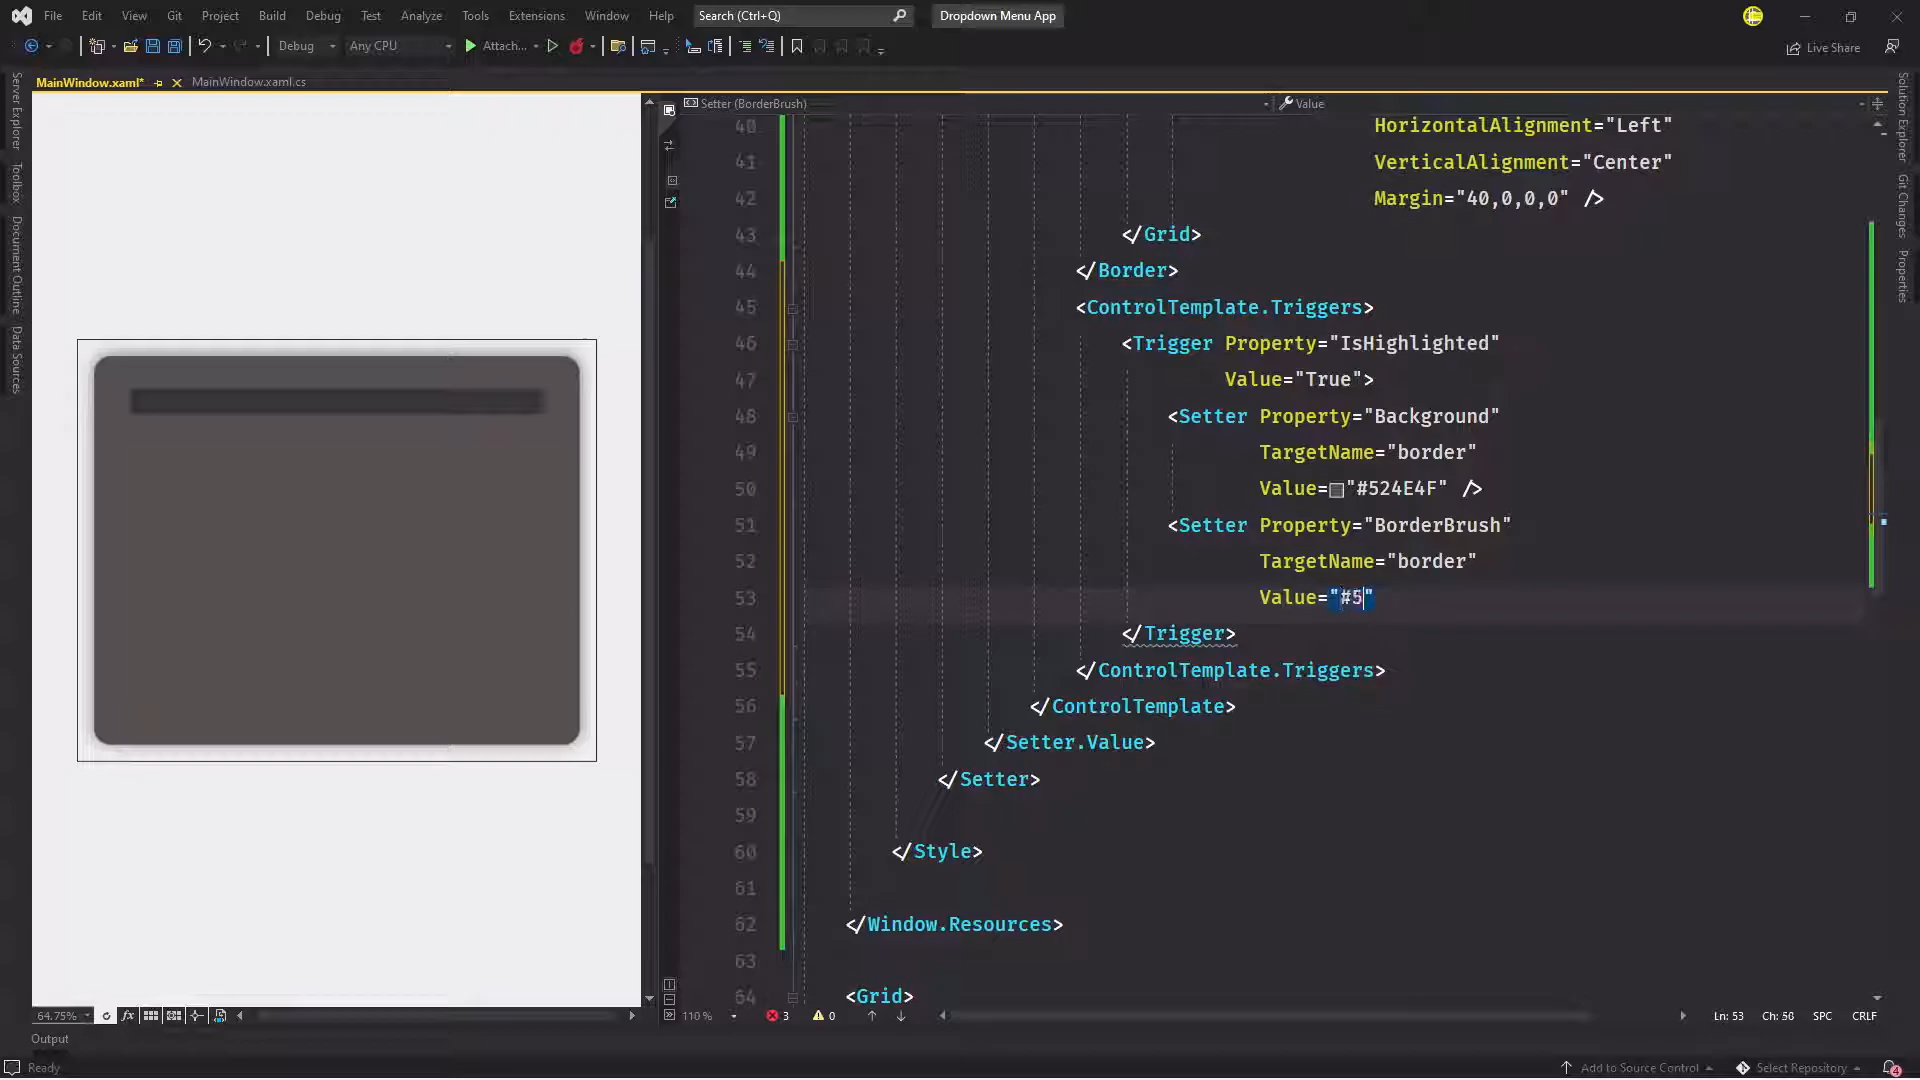 File Edit View Git Project Build Debug Test Analyze Tools Extensions Window Help Search (Ctrl+Q) Dropdown Menu App
Debug Any CPU Attach... Live Share
MainWindow.xaml* MainWindow.xaml.cs
Server Explorer
Toolbox
Document Outline
Data Sources
Setter (BorderBrush) Value
40 HorizontalAlignment="Left"
41 VerticalAlignment="Center"
42 Margin="40,0,0,0" />
43 </Grid>
44 </Border>
45 <ControlTemplate.Triggers>
46 <Trigger Property="IsHighlighted"
47 Value="True">
48 <Setter Property="Background"
49 TargetName="border"
50 Value="#524E4F" />
51 <Setter Property="BorderBrush"
52 TargetName="border"
53 Value="#5"
54 </Trigger>
55 </ControlTemplate.Triggers>
56 </ControlTemplate>
57 </Setter.Value>
58 </Setter>
59
60 </Style>
61
62 </Window.Resources>
63
64 <Grid>
Solution Explorer
Git Changes
Properties
64.75% fx 110 % 3 0 Ln: 53 Ch: 58 SPC CRLF
Output
Ready Add to Source Control Select Repository 4